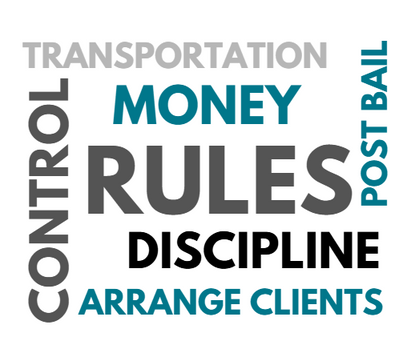 TRANSPORTATION
MONEY
POST BAIL
CONTROL
RULES
DISCIPLINE
ARRANGE CLIENTS